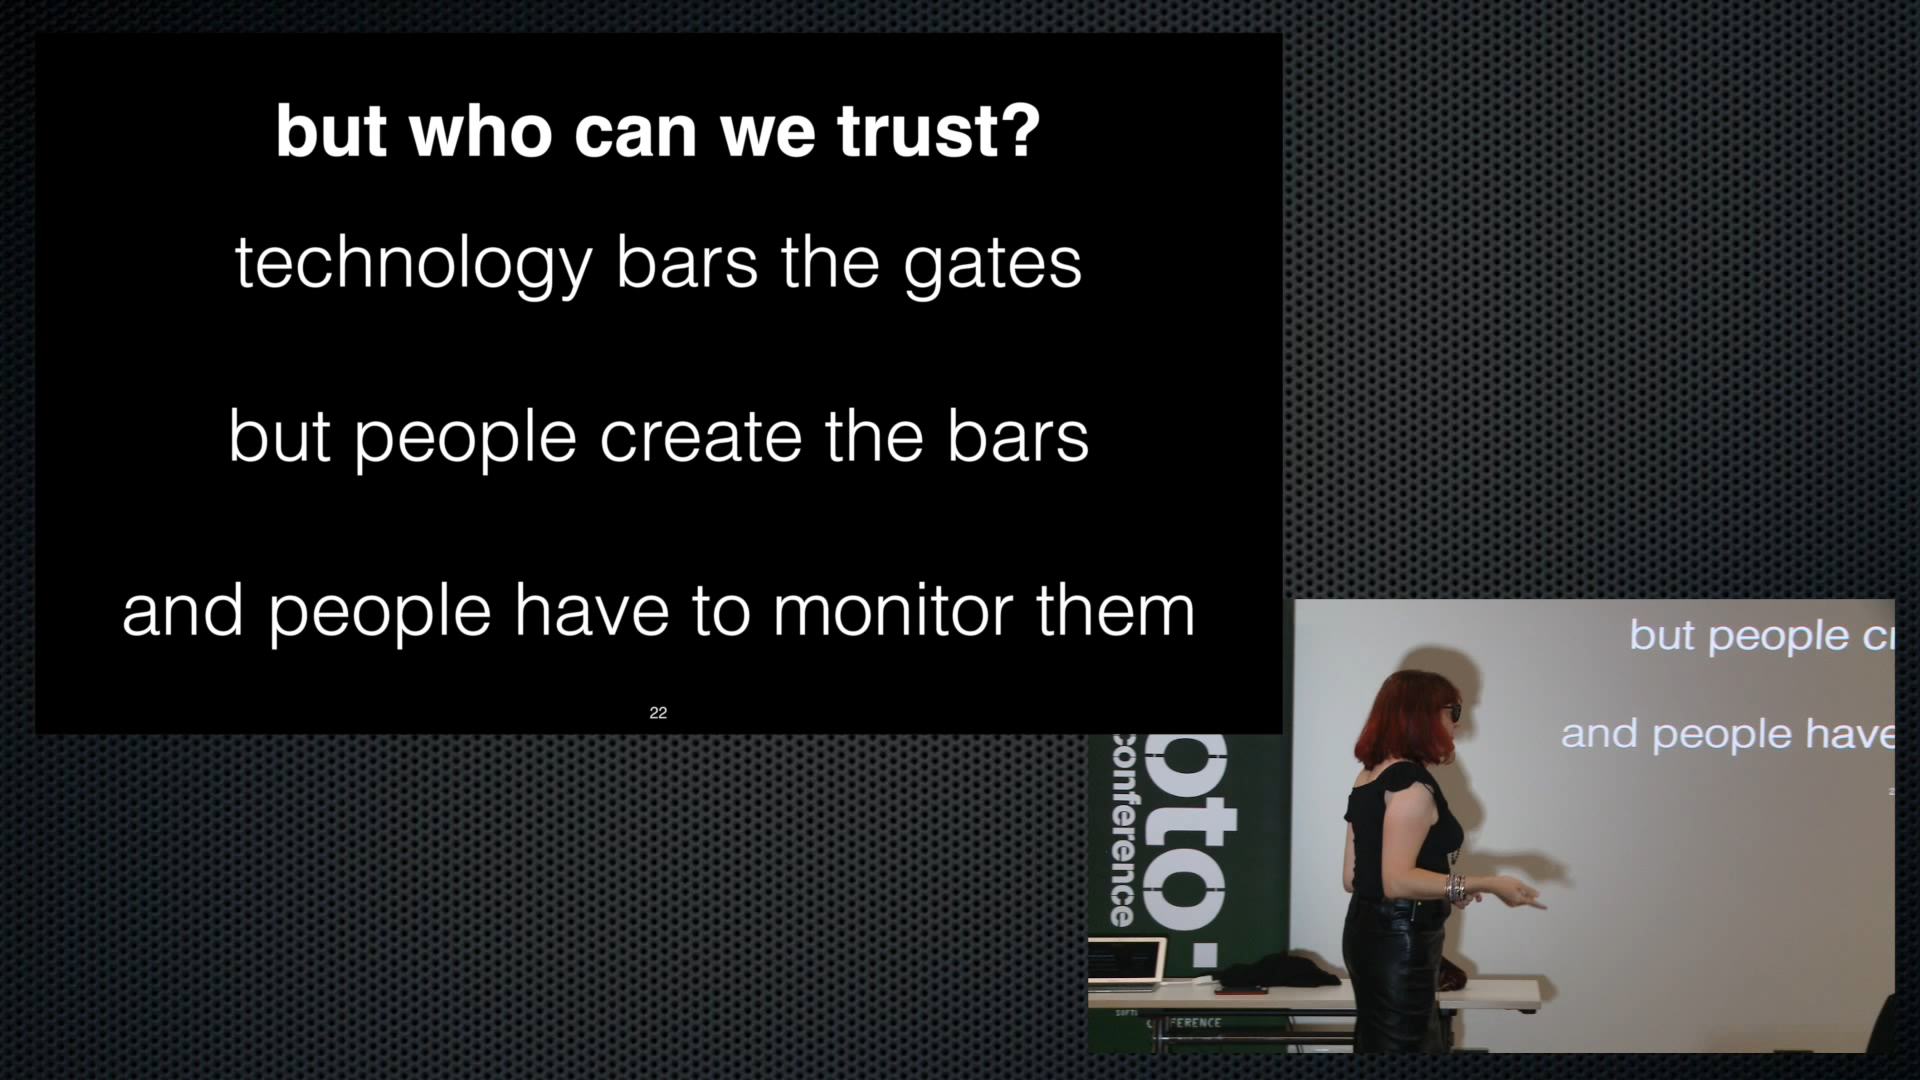 but who can we trust?
technology bars the gates
but people create the bars
and people have to monitor them
22
but people cr
and people have
oto;
conference
CONFERENCE